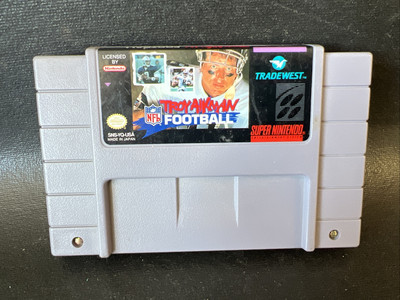 LICENSED BY
Nintendo
TRADEWEST
TROY AIKMAN
NFL
FOOTBALL
SNS-YQ-USA
MADE IN JAPAN
SUPER NINTENDO